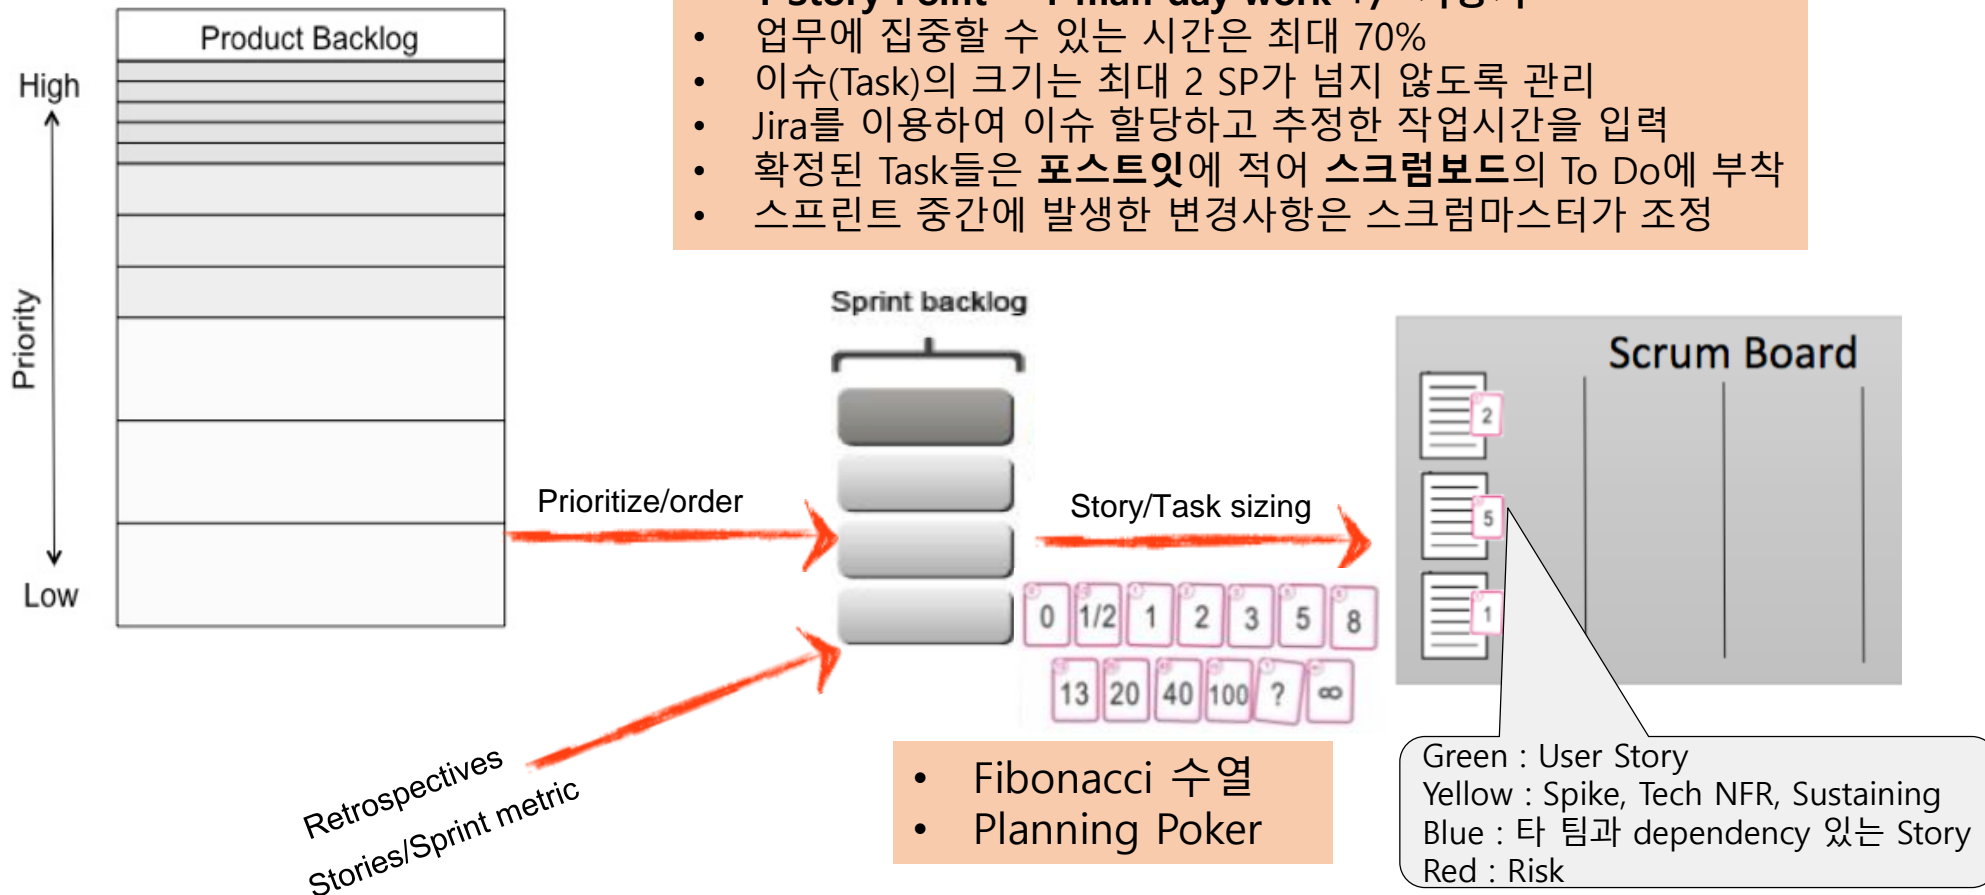 1 Story Point = 1 man-day work +/-
• 업무에 집중할 수 있는 시간은 최대 70%
• 이슈(Task)의 크기는 최대 2 SP가 넘지 않도록 관리
• Jira를 이용하여 이슈 할당하고 추정한 작업시간을 입력
• 확정된 Task들은 포스트잇에 적어 스크럼보드의 To Do에 부착
• 스프린트 중간에 발생한 변경사항은 스크럼마스터가 조정
Product Backlog
High
Priority
Low
Sprint backlog
Prioritize/order
Story/Task sizing
Scrum Board
2
5
1
0 1/2 1 2 3 5 8
13 20 40 100 ? ∞
Retrospectives
Stories/Sprint metric
• Fibonacci 수열
• Planning Poker
Green : User Story
Yellow : Spike, Tech NFR, Sustaining
Blue : 타 팀과 dependency 있는 Story
Red : Risk